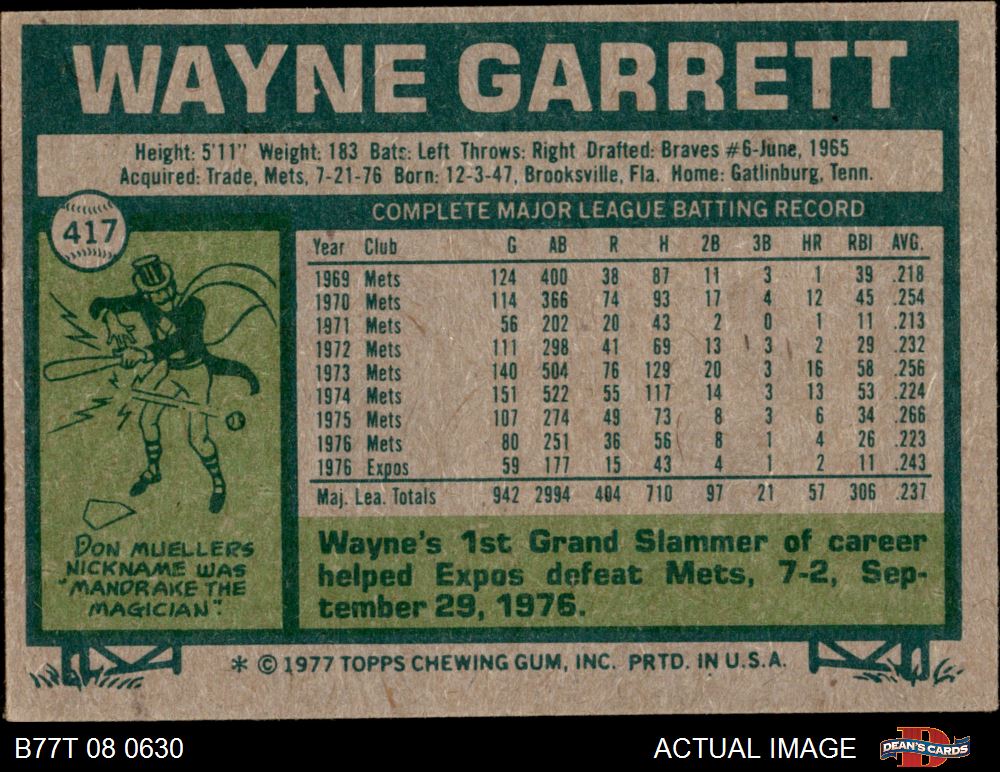 WAYNE GARRETT
Height: 5'11" Weight: 183 Bats: Left Throws: Right Drafted: Braves #6-June, 1965
Acquired: Trade, Mets, 7-21-76 Born: 12-3-47, Brooksville, Fla. Home: Gatlinburg, Tenn.
417
COMPLETE MAJOR LEAGUE BATTING RECORD
Year Club G AB R H 2B 3B HR RBI AVG.
1969 Mets 124 400 38 87 11 3 1 39 .218
1970 Mets 114 366 74 93 17 4 12 45 .254
1971 Mets 56 202 20 43 2 0 1 11 .213
1972 Mets 111 298 41 69 13 3 2 29 .232
1973 Mets 140 504 76 129 20 3 16 58 .256
1974 Mets 151 522 55 117 14 3 13 53 .224
1975 Mets 107 274 49 73 8 3 6 34 .266
1976 Mets 80 251 36 56 8 1 4 26 .223
1976 Expos 59 177 15 43 4 1 2 11 .243
Maj. Lea. Totals 942 2994 404 710 97 21 57 306 .237
DON MUELLERS
NICKNAME WAS
"MANDRAKE THE
MAGICIAN".
Wayne's 1st Grand Slammer of career
helped Expos defeat Mets, 7-2, Sep-
tember 29, 1976.
* © 1977 TOPPS CHEWING GUM, INC. PRTD. IN U.S.A.
B77T 08 0630
ACTUAL IMAGE
DEAN'S CARDS